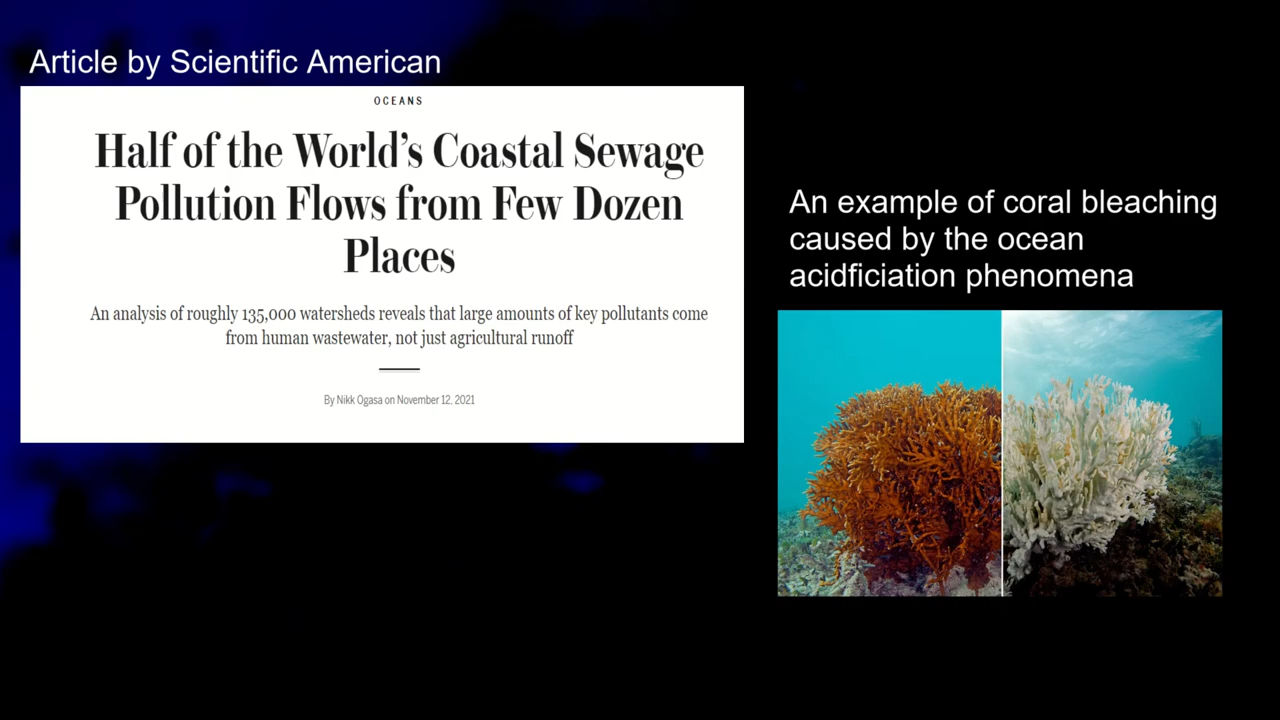 Article by Scientific American
OCEANS
Half of the World’s Coastal Sewage
Pollution Flows from Few Dozen
Places
An analysis of roughly 135,000 watersheds reveals that large amounts of key pollutants come
from human wastewater, not just agricultural runoff
By Nikk Ogasa on November 12, 2021
An example of coral bleaching
caused by the ocean
acidficiation phenomena